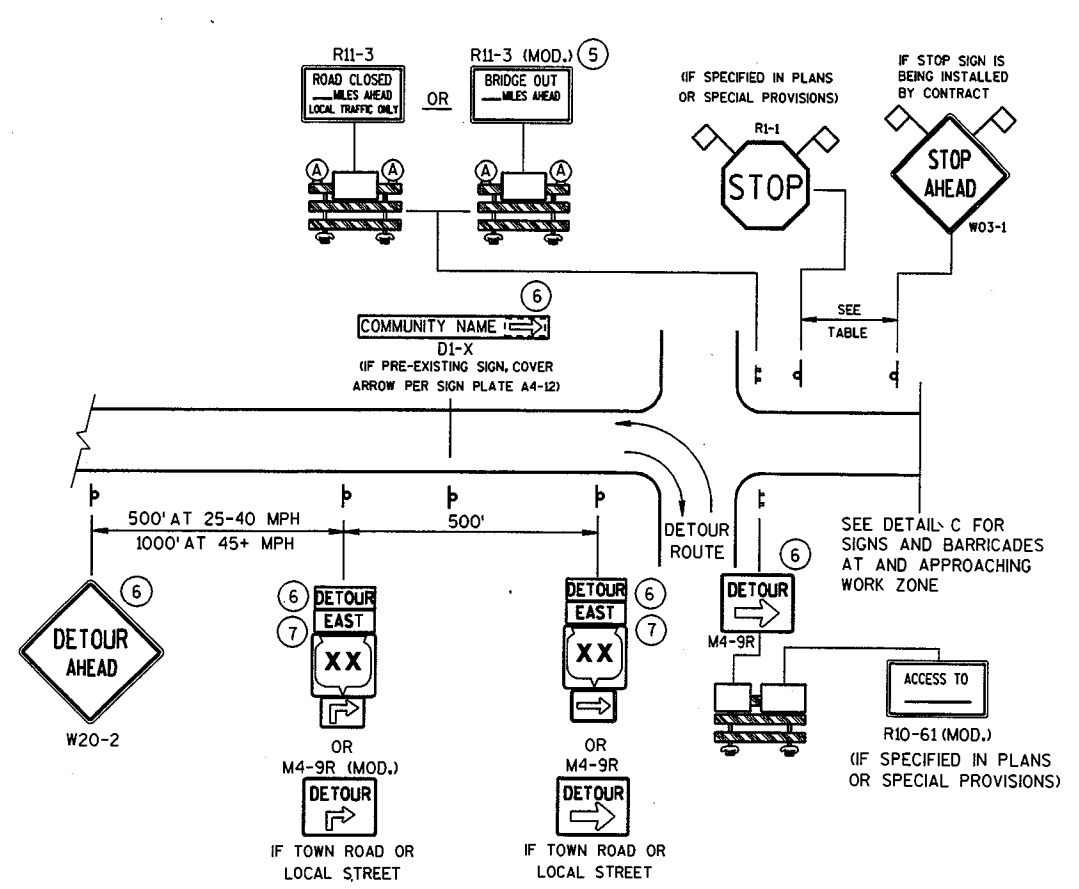 R11-3
ROAD CLOSED
___MILES AHEAD
LOCAL TRAFFIC ONLY
OR
R11-3 (MOD.)
5
BRIDGE OUT
___MILES AHEAD
A
A
A
A
(IF SPECIFIED IN PLANS
OR SPECIAL PROVISIONS)
R1-1
STOP
IF STOP SIGN IS
BEING INSTALLED
BY CONTRACT
STOP
AHEAD
W03-1
SEE
TABLE
6
COMMUNITY NAME
D1-X
(IF PRE-EXISTING SIGN, COVER
ARROW PER SIGN PLATE A4-12)
500' AT 25-40 MPH
1000' AT 45+ MPH
500'
DETOUR
ROUTE
SEE DETAIL C FOR
SIGNS AND BARRICADES
AT AND APPROACHING
WORK ZONE
6
DETOUR
AHEAD
W20-2
6
7
DETOUR
EAST
XX
OR
M4-9R (MOD.)
DETOUR
IF TOWN ROAD OR
LOCAL STREET
DETOUR
EAST
XX
6
7
OR
M4-9R
DETOUR
IF TOWN ROAD OR
LOCAL STREET
6
DETOUR
M4-9R
ACCESS TO
R10-61 (MOD.)
(IF SPECIFIED IN PLANS
OR SPECIAL PROVISIONS)